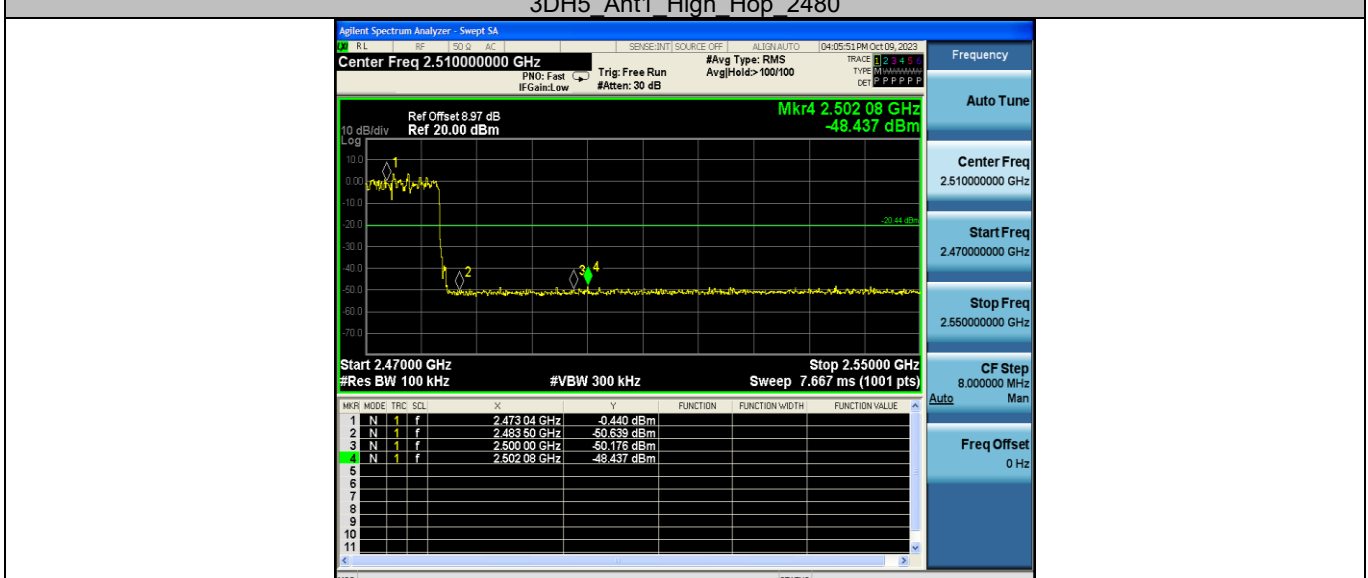 3DH5_Ant1_High_Hop_2480
Agilent Spectrum Analyzer - Swept SA
RL RF 50 Ω AC SENSE:INT SOURCE OFF ALIGNAUTO 04:05:51 PM Oct 09, 2023
Center Freq 2.510000000 GHz
PNO: Fast
IFGain:Low
Trig: Free Run
#Atten: 30 dB
#Avg Type: RMS
Avg|Hold:>100/100
TRACE 1 2 3 4 5 6
TYPE M
DET P P P P P P
Mkr4 2.502 08 GHz
-48.437 dBm
Ref Offset 8.97 dB
10 dB/div Ref 20.00 dBm
Log
10.0
0.00
-10.0
-20.0
-30.0
-40.0
-50.0
-60.0
-70.0
1
2
3
4
-20.44 dBm
Start 2.47000 GHz Stop 2.55000 GHz
#Res BW 100 kHz #VBW 300 kHz Sweep 7.667 ms (1001 pts)
MKR MODE TRC SCL X Y FUNCTION FUNCTION WIDTH FUNCTION VALUE
1 N 1 f 2.473 04 GHz -0.440 dBm
2 N 1 f 2.483 50 GHz -50.639 dBm
3 N 1 f 2.500 00 GHz -50.176 dBm
4 N 1 f 2.502 08 GHz -48.437 dBm
5
6
7
8
9
10
11
Frequency
Auto Tune
Center Freq
2.510000000 GHz
Start Freq
2.470000000 GHz
Stop Freq
2.550000000 GHz
CF Step
8.000000 MHz
Auto Man
Freq Offset
0 Hz